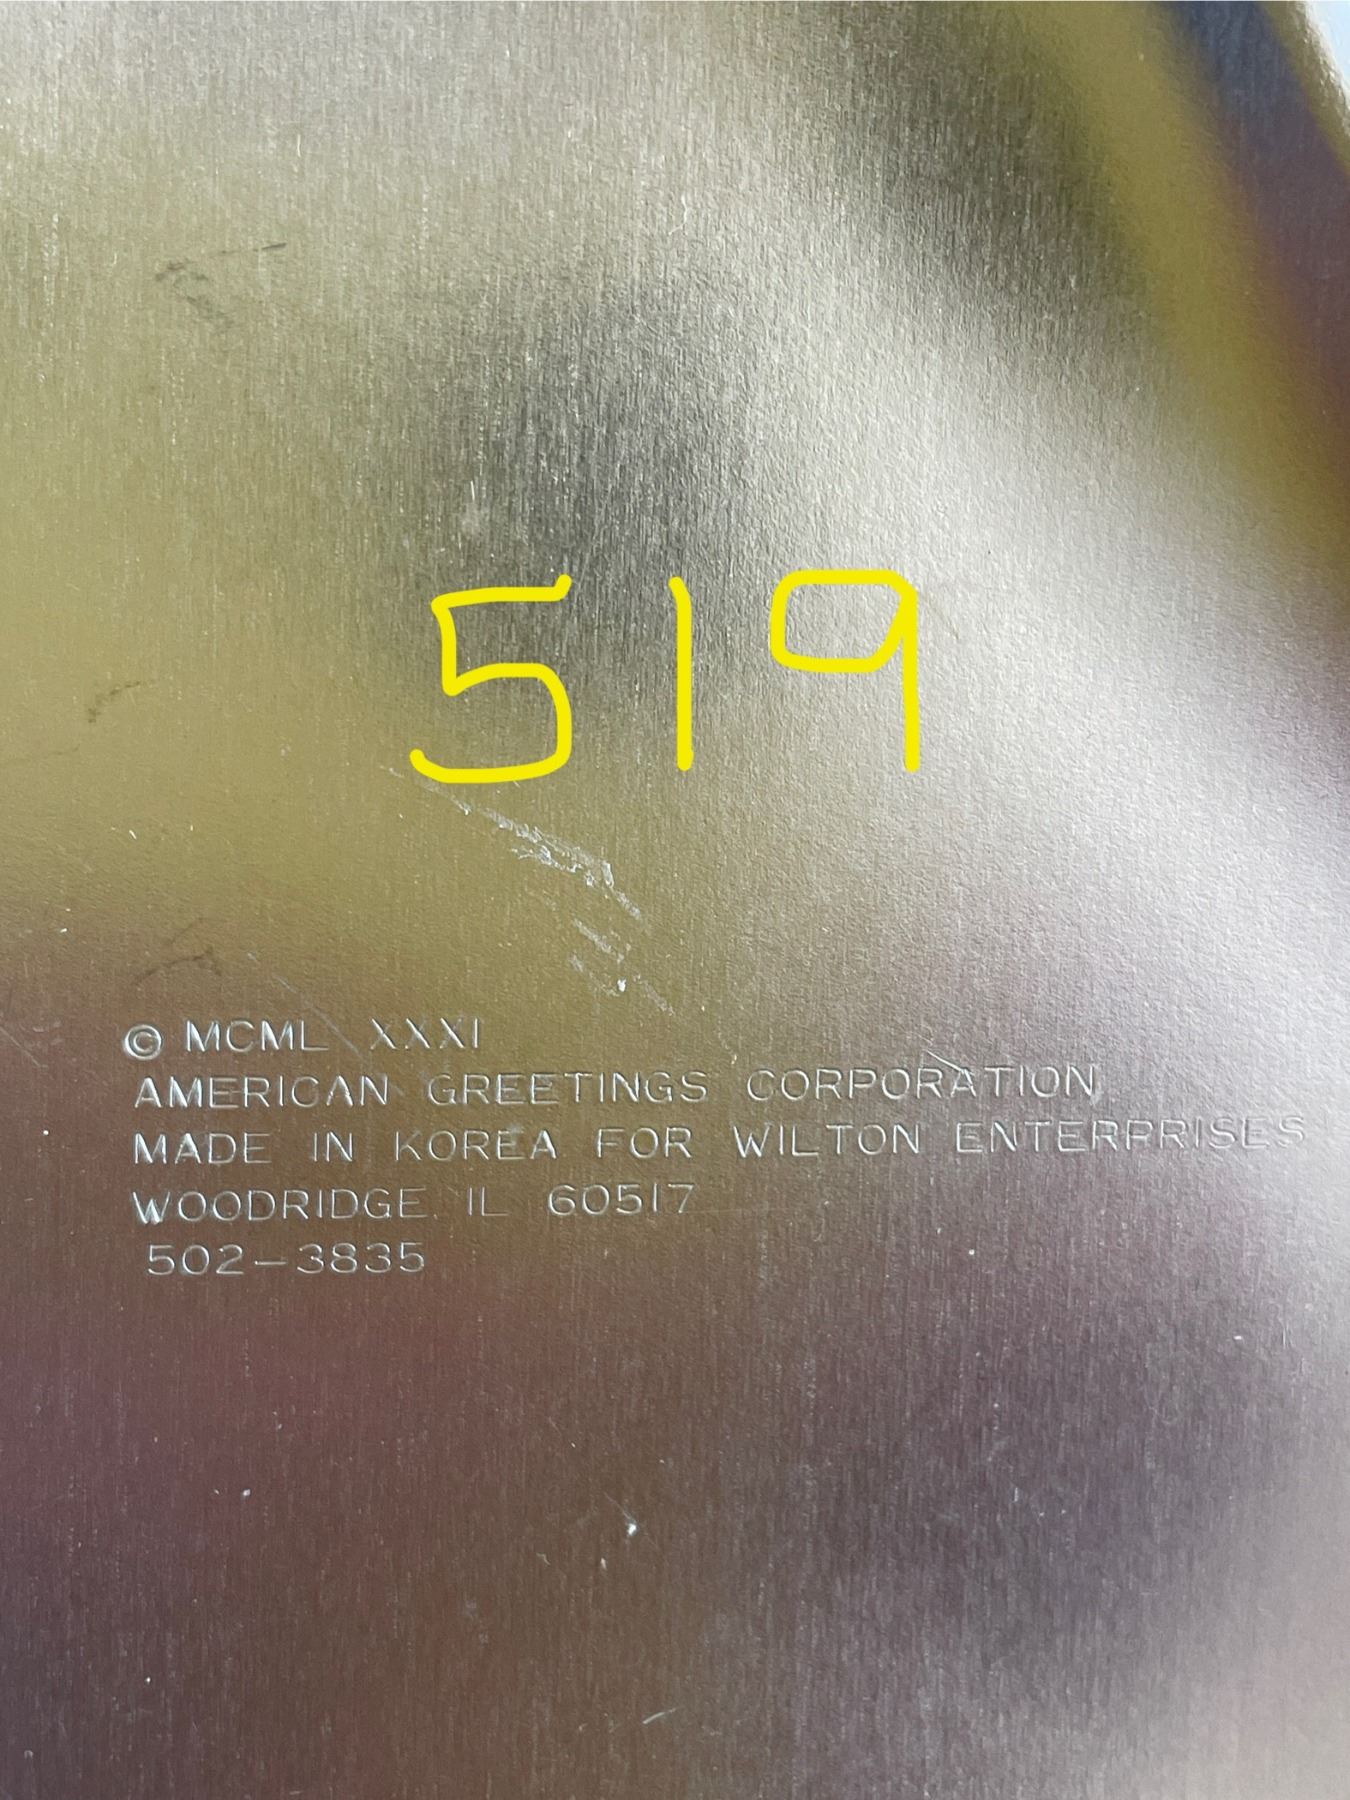 519
© MCML XXXI
AMERICAN GREETINGS CORPORATION
MADE IN KOREA FOR WILTON ENTERPRISES
WOODRIDGE, IL 60517
502-3835